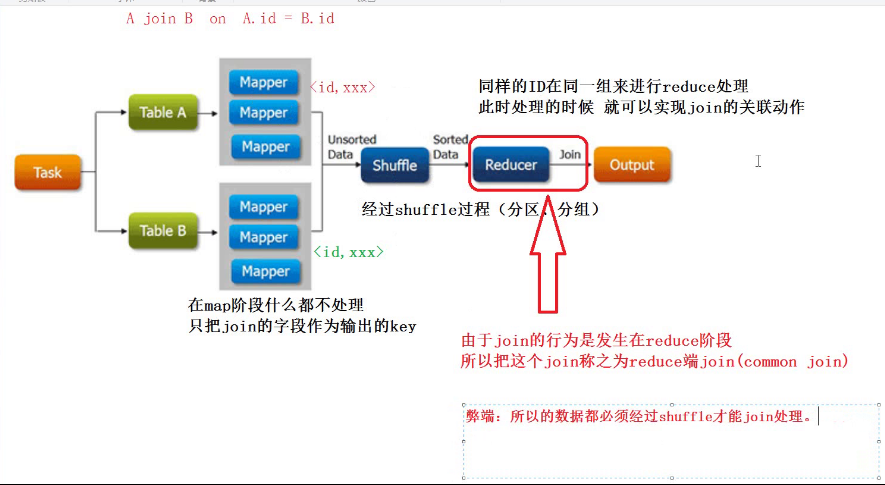 A join B on A.id = B.id
Mapper
<id,xxx>
Mapper
Mapper
Table A
同样的ID在同一组来进行reduce处理
此时处理的时候 就可以实现join的关联动作
Task
Unsorted
Data
Shuffle
Sorted
Data
Reducer
Join
Output
经过shuffle过程（分区、分组）
Table B
Mapper
Mapper
Mapper
<id,xxx>
在map阶段什么都不处理
只把join的字段作为输出的key
由于join的行为是发生在reduce阶段
所以把这个join称之为reduce端join(common join)
弊端：所以的数据都必须经过shuffle才能join处理。